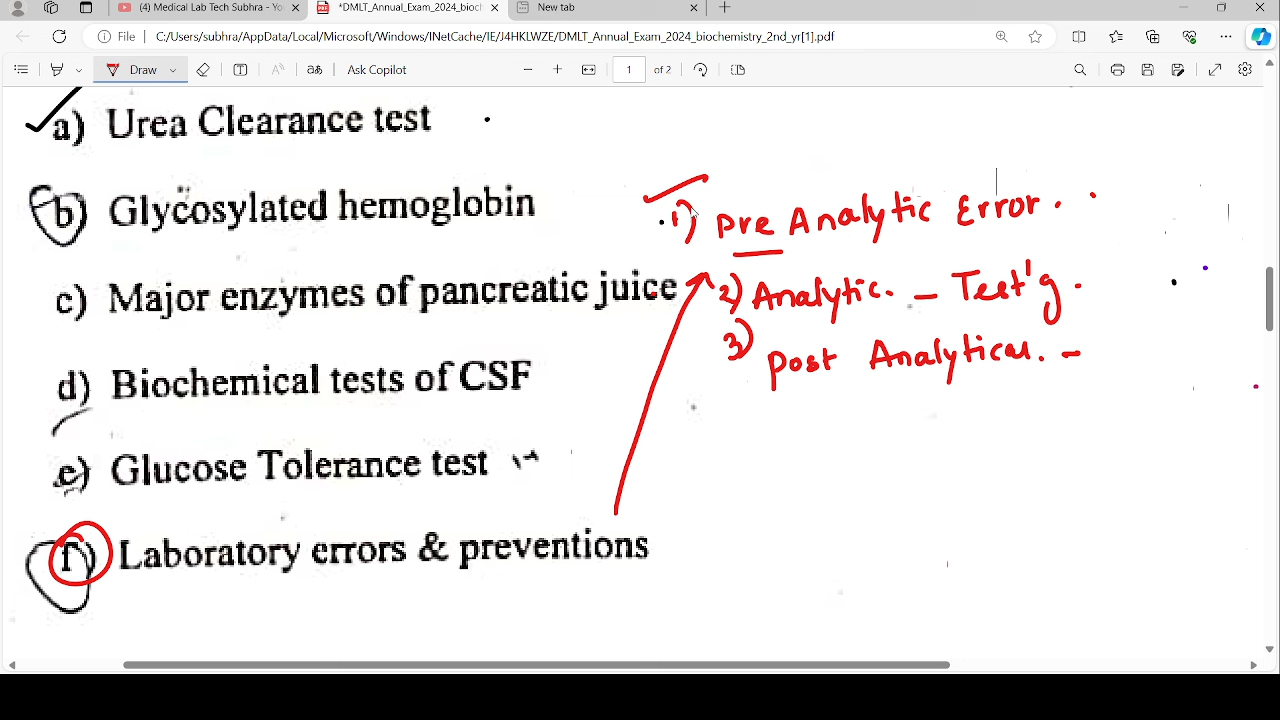 (4) Medical Lab Tech Subhra - Yo
*DMLT_Annual_Exam_2024_bioch
New tab
File
C:/Users/subhra/AppData/Local/Microsoft/Windows/INetCache/IE/J4HKLWZE/DMLT_Annual_Exam_2024_biochemistry_2nd_yr[1].pdf
Draw
Ask Copilot
1 of 2
a) Urea Clearance test
b) Glycosylated hemoglobin
c) Major enzymes of pancreatic juice
d) Biochemical tests of CSF
e) Glucose Tolerance test
f) Laboratory errors & preventions
1) Pre Analytic Error.
2) Analytic. - Test'g.
3) Post Analytical. -